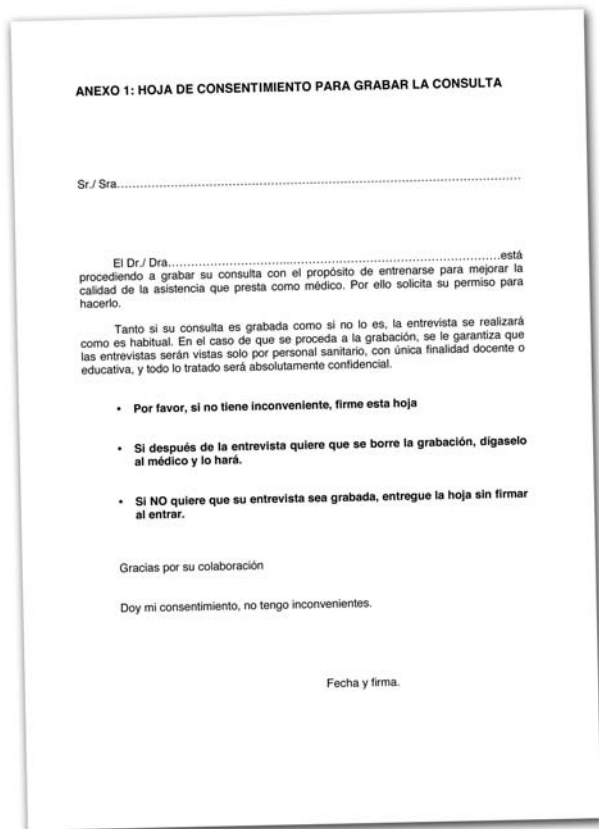 ANEXO 1: HOJA DE CONSENTIMIENTO PARA GRABAR LA CONSULTA
Sr./ Sra.......................................................................................................
El Dr./ Dra....................................................................................está
procediendo a grabar su consulta con el propósito de entrenarse para mejorar la
calidad de la asistencia que presta como médico. Por ello solicita su permiso para
hacerlo.
Tanto si su consulta es grabada como si no lo es, la entrevista se realizará
como es habitual. En el caso de que se proceda a la grabación, se le garantiza que
las entrevistas serán vistas solo por personal sanitario, con única finalidad docente o
educativa, y todo lo tratado será absolutamente confidencial.
• Por favor, si no tiene inconveniente, firme esta hoja
• Si después de la entrevista quiere que se borre la grabación, dígaselo
al médico y lo hará.
• Si NO quiere que su entrevista sea grabada, entregue la hoja sin firmar
al entrar.
Gracias por su colaboración
Doy mi consentimiento, no tengo inconvenientes.
Fecha y firma.